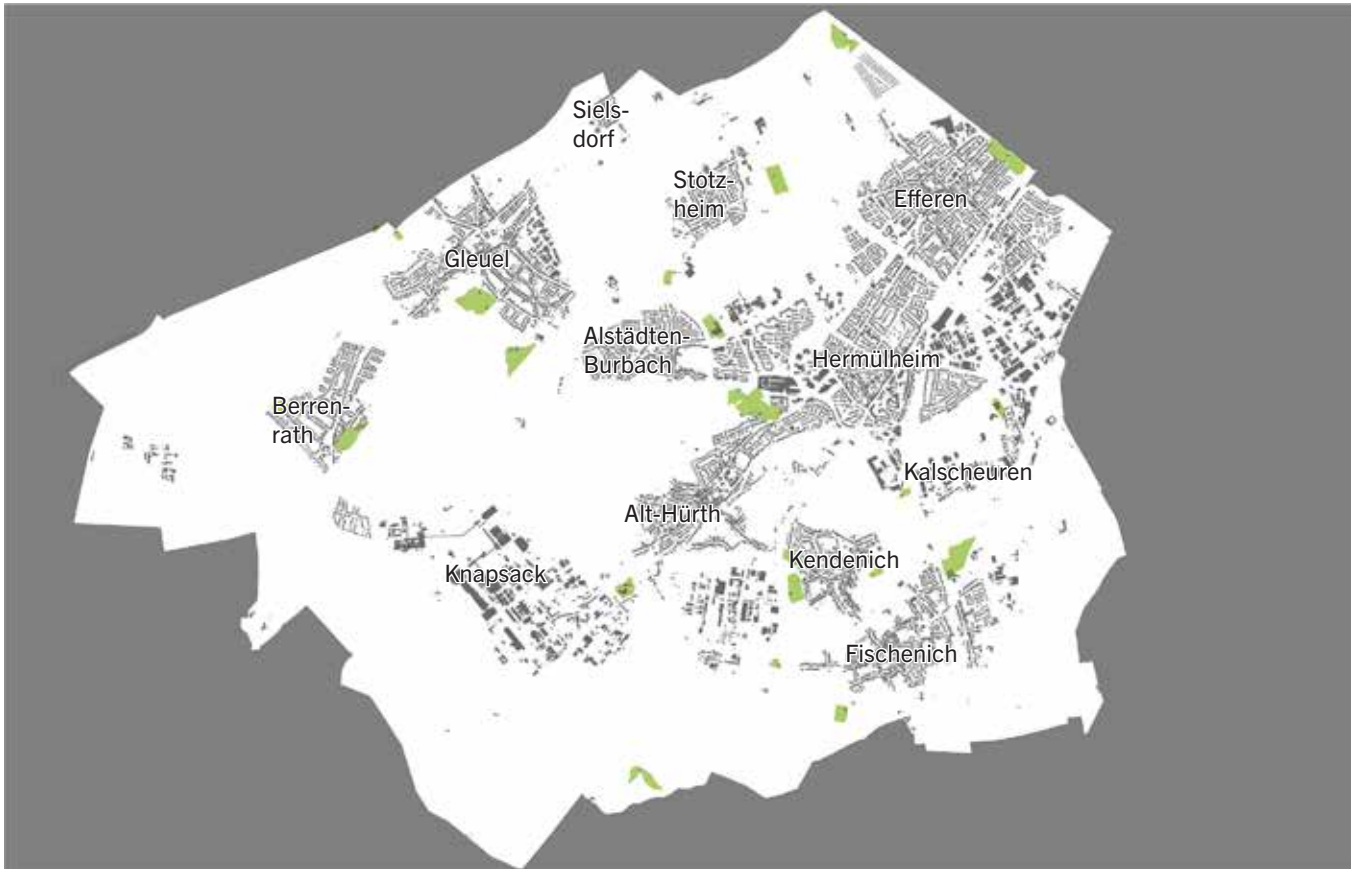 Siels-
dorf
Stotz-
heim
Efferen
Gleuel
Alstädten-
Burbach
Hermülheim
Berren-
rath
Kalscheuren
Alt-Hürth
Kendenich
Knapsack
Fischenich